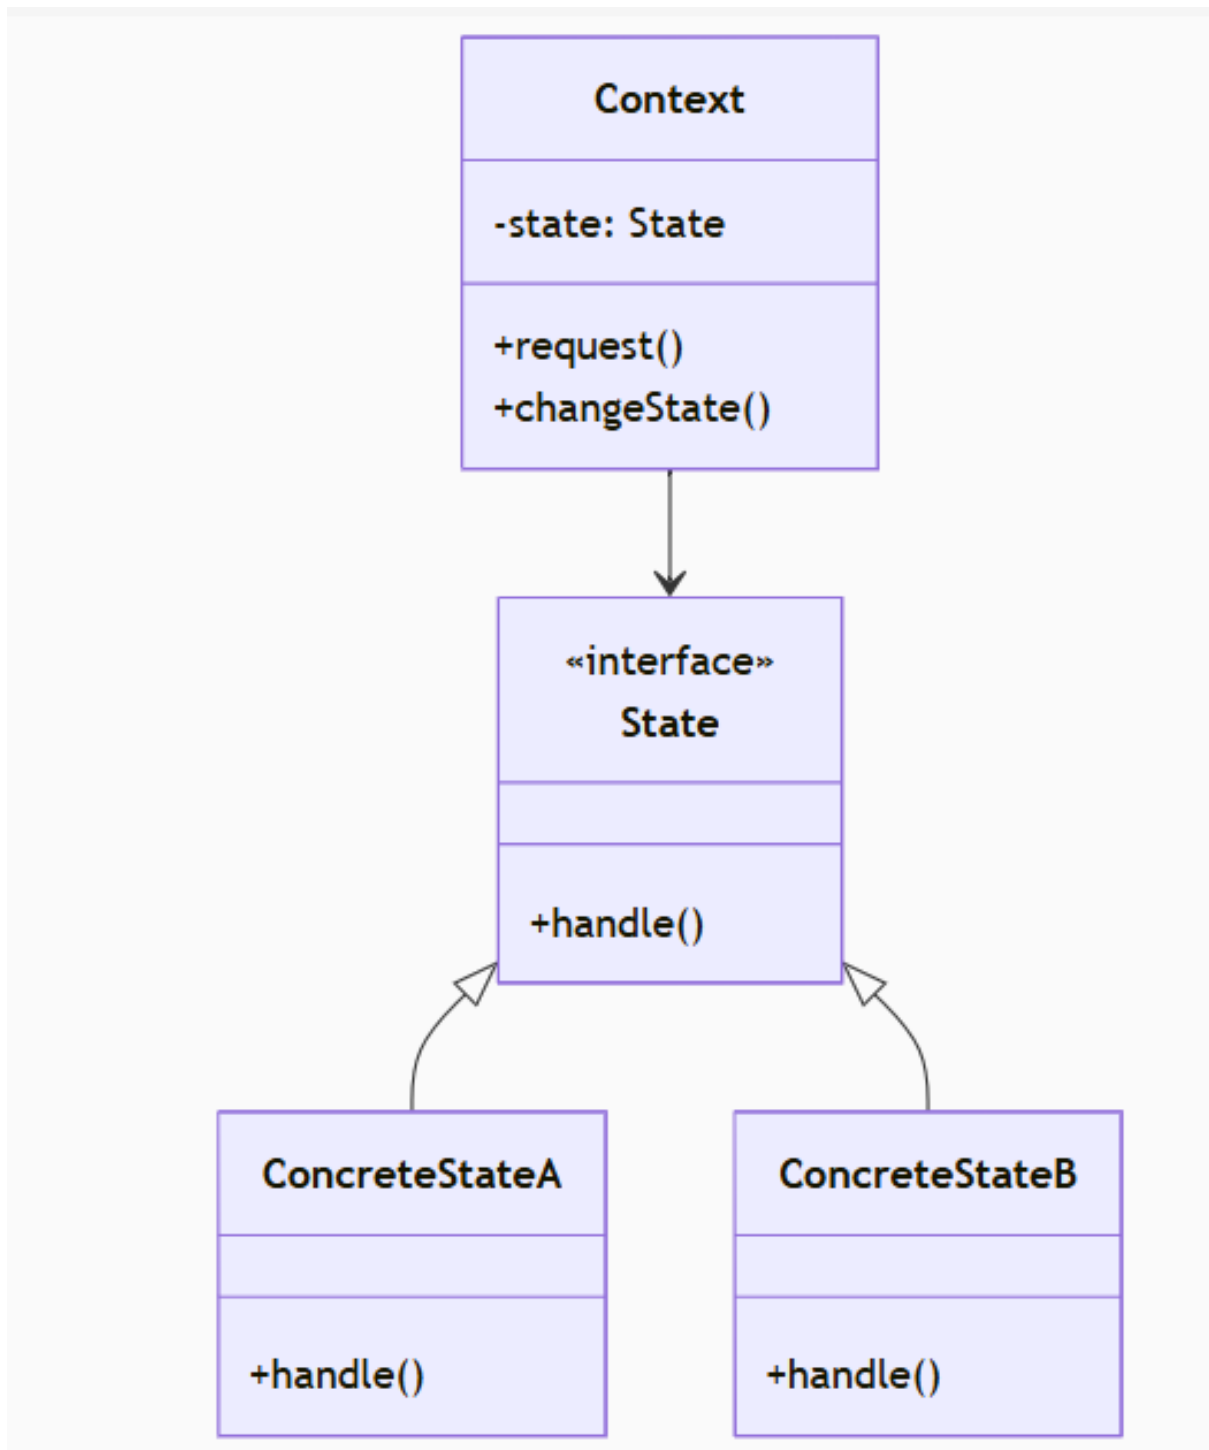 Context
-state: State
+request()
+changeState()
«interface»
State
+handle()
ConcreteStateA
+handle()
ConcreteStateB
+handle()